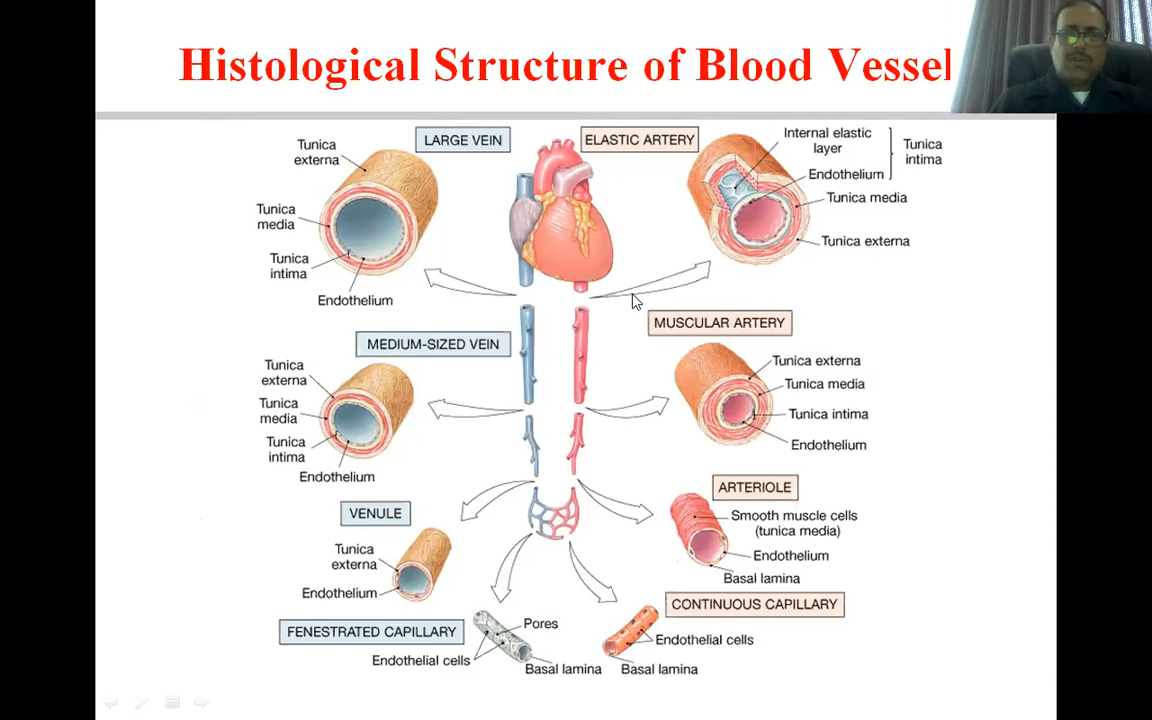 Histological Structure of Blood Vessel
LARGE VEIN
Tunica
externa
Tunica
media
Tunica
intima
Endothelium
ELASTIC ARTERY
Internal elastic
layer
Endothelium
Tunica
intima
Tunica media
Tunica externa
MEDIUM-SIZED VEIN
Tunica
externa
Tunica
media
Tunica
intima
Endothelium
MUSCULAR ARTERY
Tunica externa
Tunica media
Tunica intima
Endothelium
VENULE
Tunica
externa
Endothelium
ARTERIOLE
Smooth muscle cells
(tunica media)
Endothelium
Basal lamina
FENESTRATED CAPILLARY
Pores
Endothelial cells
Basal lamina
CONTINUOUS CAPILLARY
Endothelial cells
Basal lamina